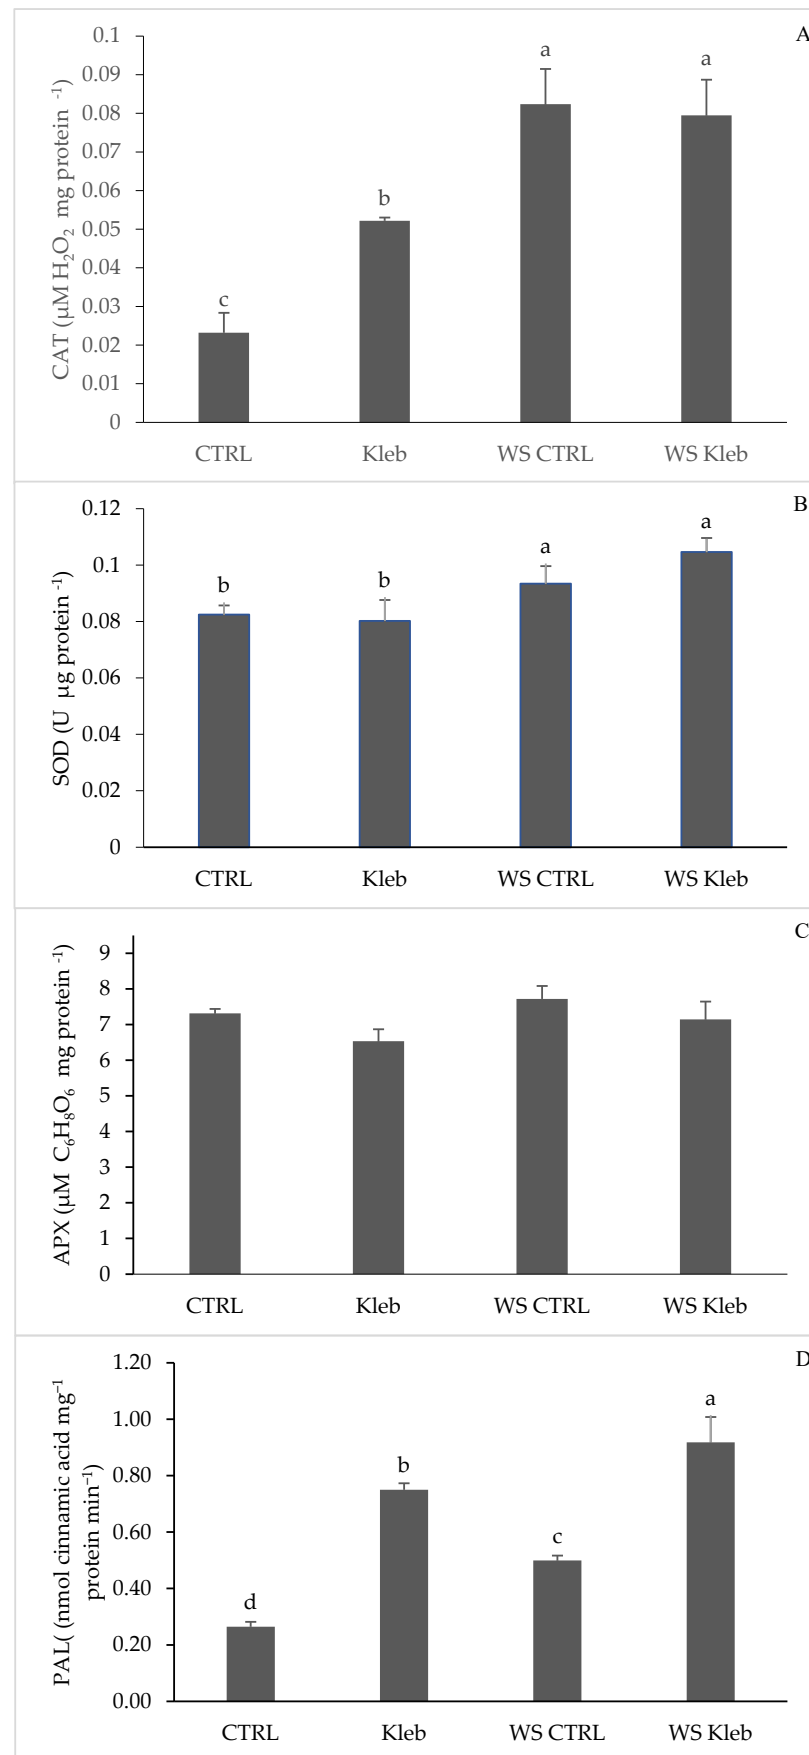 A
0.1
0.09
0.08
0.07
0.06
0.05
0.04
0.03
0.02
0.01
0
CAT (µM H₂O₂ mg protein ⁻¹)
c
b
a
a
CTRL Kleb WS CTRL WS Kleb
B
0.12
0.1
0.08
0.06
0.04
0.02
0
SOD (U µg protein ⁻¹)
b
b
a
a
CTRL Kleb WS CTRL WS Kleb
C
9
8
7
6
5
4
3
2
1
0
APX (µM C₆H₈O₆ mg protein ⁻¹)
CTRL Kleb WS CTRL WS Kleb
D
1.20
1.00
0.80
0.60
0.40
0.20
0.00
PAL( (nmol cinnamic acid mg⁻¹
protein min⁻¹)
d
b
c
a
CTRL Kleb WS CTRL WS Kleb